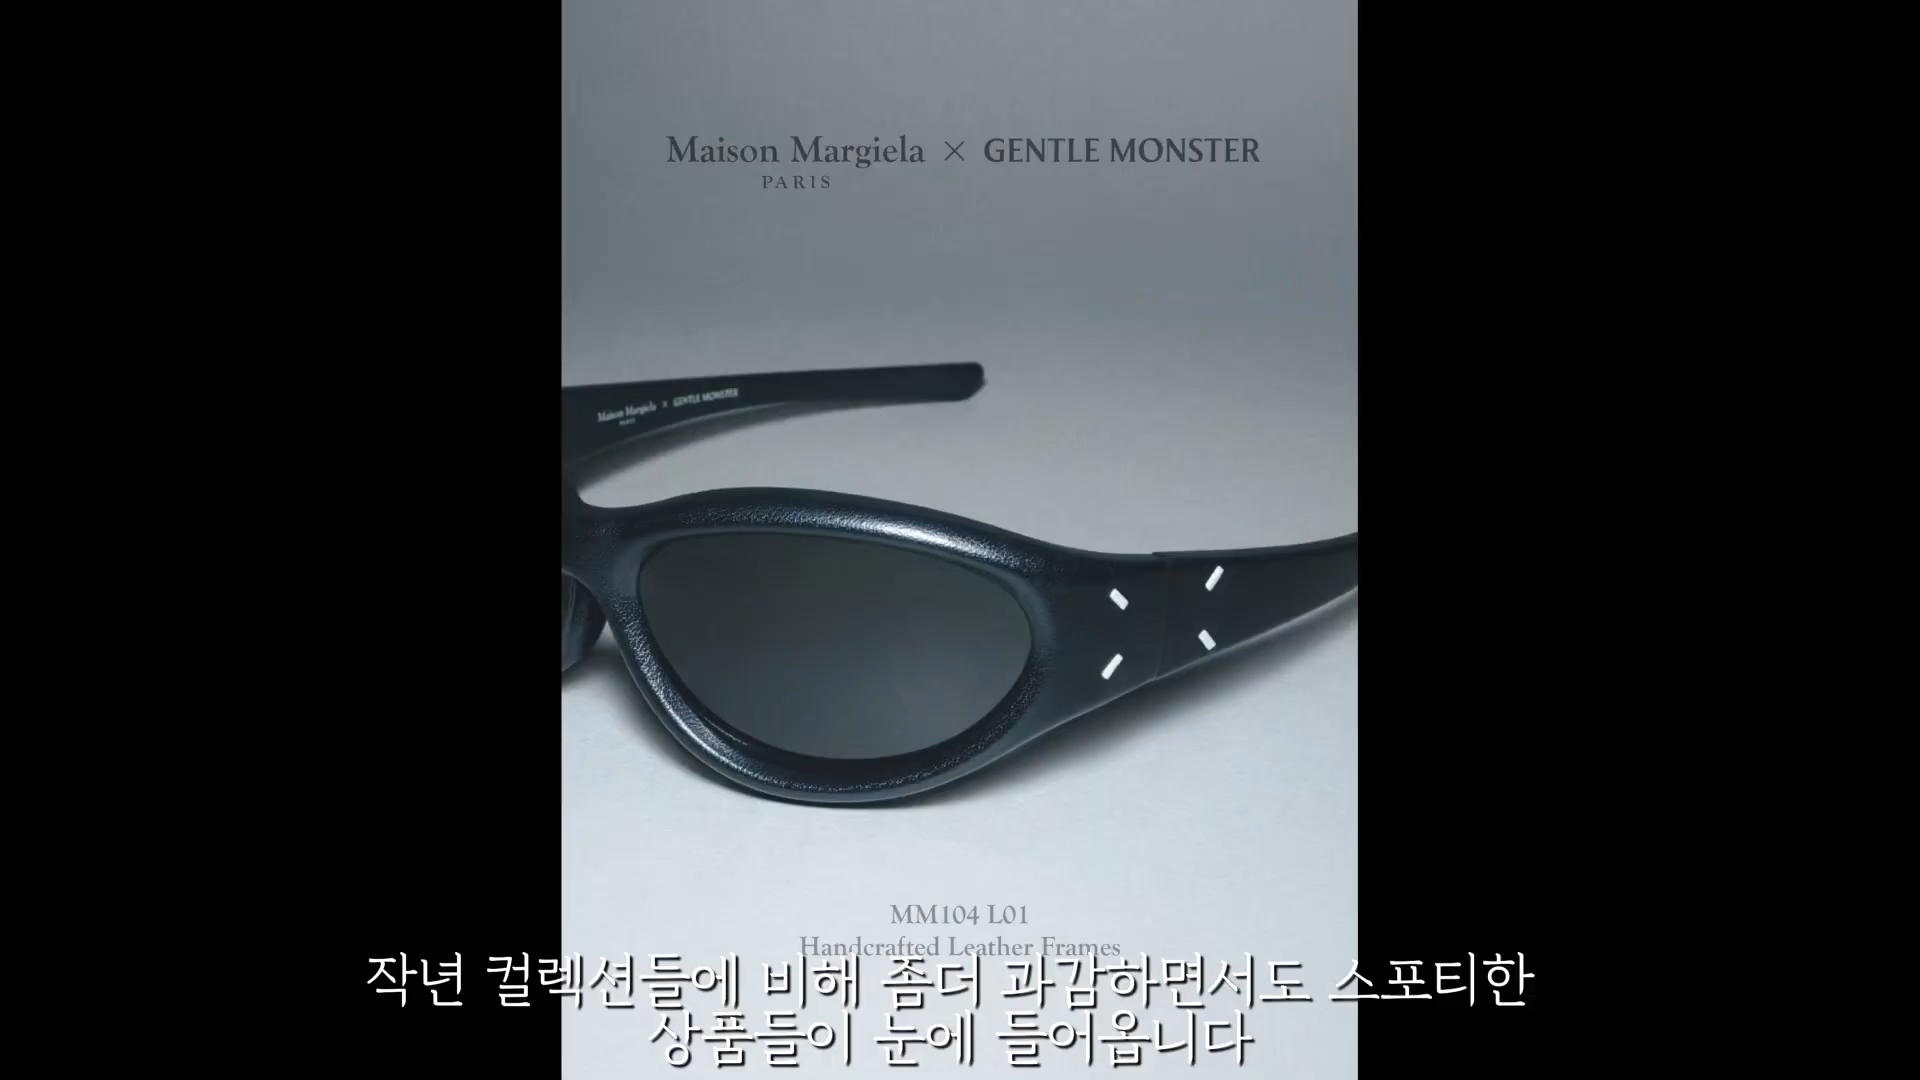 Maison Margiela × GENTLE MONSTER
PARIS
Maison Margiela × GENTLE MONSTER
PARIS
MM104 L01
Handcrafted Leather Frames
작년 컬렉션들에 비해 좀더 과감하면서도 스포티한
상품들이 눈에 들어옵니다